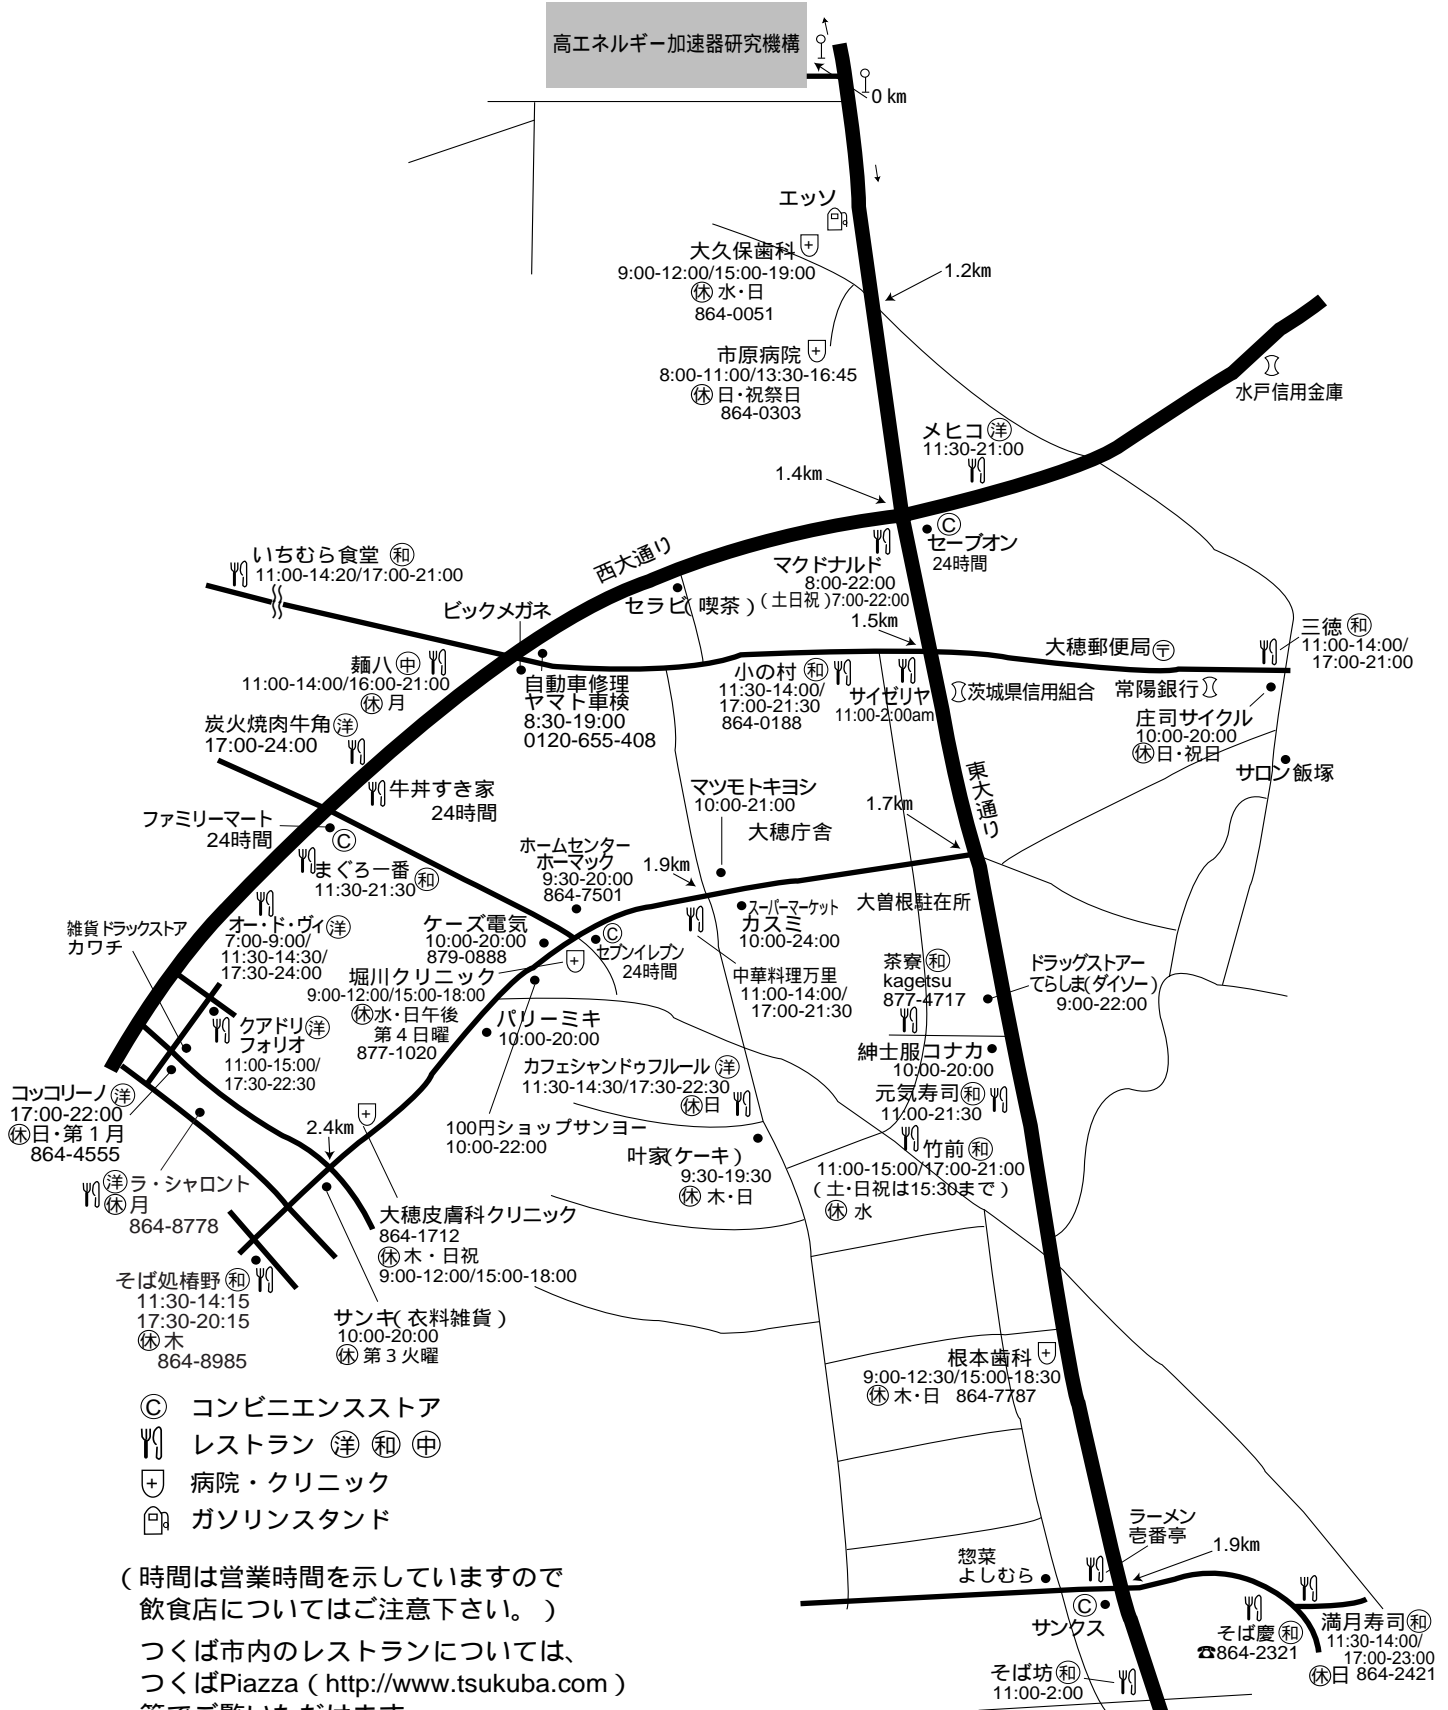 高エネルギー加速器研究機構
0 km
エッソ
大久保歯科
9:00-12:00/15:00-19:00
休 水・日
864-0051
1.2km
市原病院
8:00-11:00/13:30-16:45
休 日・祝祭日
864-0303
水戸信用金庫
メヒコ 洋
11:30-21:00
1.4km
C
セーブオン
24時間
マクドナルド
8:00-22:00
(土日祝)7:00-22:00
西大通り
いちむら食堂 和
11:00-14:20/17:00-21:00
ビックメガネ
セラビ(喫茶)
1.5km
大穂郵便局 〒
三徳 和
11:00-14:00/
17:00-21:00
麺八 中
11:00-14:00/16:00-21:00
休 月
自動車修理
ヤマト車検
8:30-19:00
0120-655-408
小の村 和
11:30-14:00/
17:00-21:30
864-0188
サイゼリヤ
11:00-2:00am
茨城県信用組合
常陽銀行
庄司サイクル
10:00-20:00
休 日・祝日
サロン飯塚
炭火焼肉牛角 洋
17:00-24:00
牛丼すき家
24時間
ファミリーマート
24時間
C
まぐろ一番 和
11:30-21:30
マツモトキヨシ
10:00-21:00
大穂庁舎
1.7km
東大通り
ホームセンター
ホーマック
9:30-20:00
864-7501
1.9km
スーパーマーケット
カスミ
10:00-24:00
大曽根駐在所
オー・ド・ヴィ 洋
7:00-9:00/
11:30-14:30/
17:30-24:00
雑貨 ドラックストア
カワチ
ケーズ電気
10:00-20:00
879-0888
C
セブンイレブン
24時間
中華料理万里
11:00-14:00/
17:00-21:30
茶寮 和
kagetsu
877-4717
ドラッグストアー
てらしま(ダイソー)
9:00-22:00
堀川クリニック
9:00-12:00/15:00-18:00
休 水・日午後
第4日曜
877-1020
クアドリ 洋
フォリオ
11:00-15:00/
17:30-22:30
パリーミキ
10:00-20:00
紳士服コナカ
10:00-20:00
カフェシャンドゥフルール 洋
11:30-14:30/17:30-22:30
休 日
元気寿司 和
11:00-21:30
コッコリーノ 洋
17:00-22:00
休 日・第1月
864-4555
2.4km
100円ショップサンヨー
10:00-22:00
叶家(ケーキ)
9:30-19:30
休 木・日
竹前 和
11:00-15:00/17:00-21:00
(土・日祝は15:30まで)
休 水
洋 ラ・シャロント
休 月
864-8778
大穂皮膚科クリニック
864-1712
休 木・日祝
9:00-12:00/15:00-18:00
そば処椿野 和
11:30-14:15
17:30-20:15
休 木
864-8985
サンキ(衣料雑貨)
10:00-20:00
休 第3火曜
根本歯科
9:00-12:30/15:00-18:30
休 木・日 864-7787
C コンビニエンスストア
レストラン 洋 和 中
病院・クリニック
ガソリンスタンド
(時間は営業時間を示していますので
飲食店についてはご注意下さい。)
つくば市内のレストランについては、
つくばPiazza(http://www.tsukuba.com)
等でご覧いただけます
ラーメン
壱番亭
1.9km
惣菜
よしむら
C
サンクス
そば慶 和
☎864-2321
満月寿司 和
11:30-14:00/
17:00-23:00
休 日 864-2421
そば坊 和
11:00-2:00